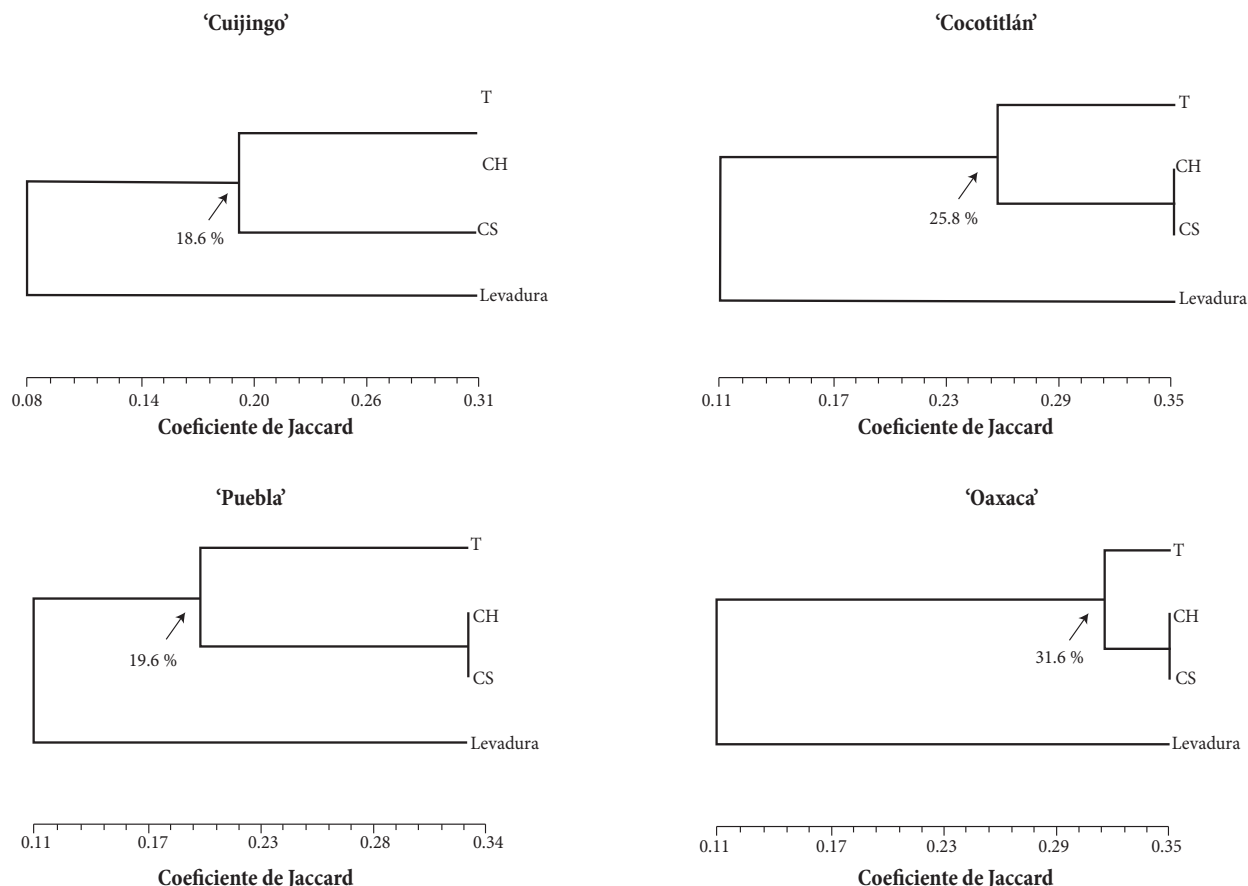 ‘Cuijingo’
T
CH
18.6 %
CS
Levadura
0.08 0.14 0.20 0.26 0.31
Coeficiente de Jaccard
‘Cocotitlán’
T
CH
25.8 %
CS
Levadura
0.11 0.17 0.23 0.29 0.35
Coeficiente de Jaccard
‘Puebla’
T
CH
19.6 %
CS
Levadura
0.11 0.17 0.23 0.28 0.34
Coeficiente de Jaccard
‘Oaxaca’
T
CH
31.6 %
CS
Levadura
0.11 0.17 0.23 0.29 0.35
Coeficiente de Jaccard